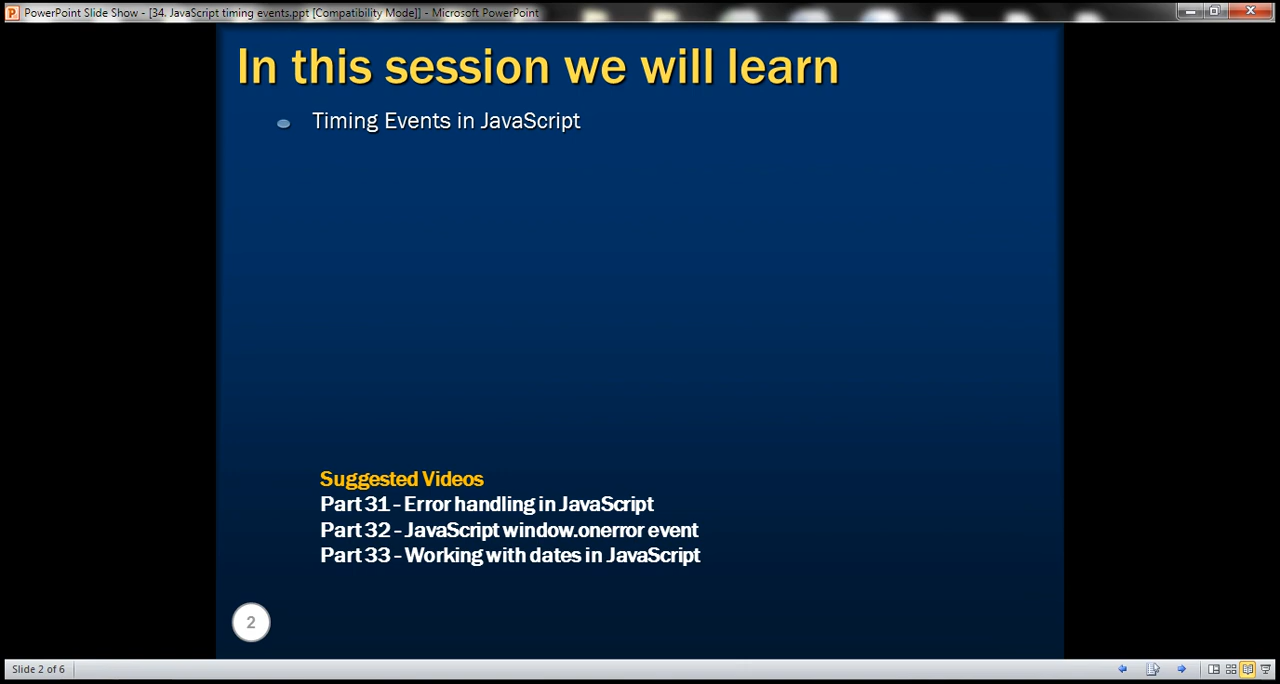 PowerPoint Slide Show - [34. JavaScript timing events.ppt [Compatibility Mode]] - Microsoft PowerPoint
In this session we will learn
Timing Events in JavaScript
Suggested Videos
Part 31 - Error handling in JavaScript
Part 32 - JavaScript window.onerror event
Part 33 - Working with dates in JavaScript
2
Slide 2 of 6